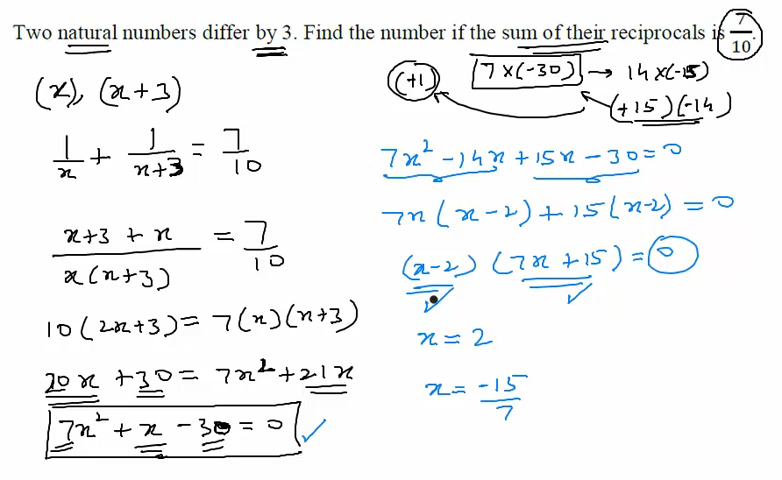 Two natural numbers differ by 3. Find the number if the sum of their reciprocals is 7/10.
(x), (x+3)
1/x + 1/x+3 = 7/10
x+3 + x / x(x+3) = 7/10
10(2x+3) = 7(x)(x+3)
20x + 30 = 7x² + 21x
7x² + x - 30 = 0 ✓
(+1) 7×(-30) → 14×(-15)
(+15)(-14)
7x² - 14x + 15x - 30 = 0
7x(x-2) + 15(x-2) = 0
(x-2) (7x + 15) = 0
✓ ✓
x = 2
x = -15/7